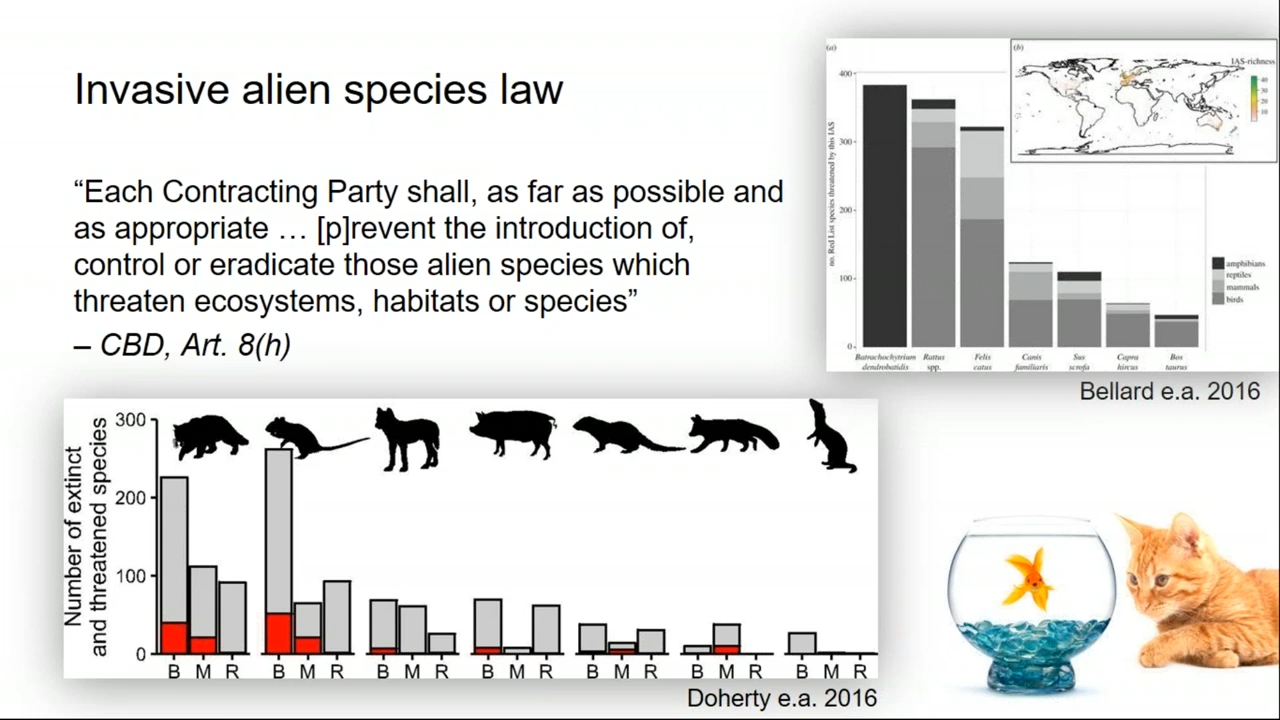 Invasive alien species law
“Each Contracting Party shall, as far as possible and
as appropriate … [p]revent the introduction of,
control or eradicate those alien species which
threaten ecosystems, habitats or species”
– CBD, Art. 8(h)
(a)
no. Red List species threatened by this IAS
400
300
200
100
0
Batrachochytrium dendrobatidis
Rattus spp.
Felis catus
Canis familiaris
Sus scrofa
Capra hircus
Bos taurus
(b)
IAS-richness
40
30
20
10
amphibians
reptiles
mammals
birds
Bellard e.a. 2016
Number of extinct
and threatened species
300
200
100
0
B M R B M R B M R B M R B M R B M R B M R
Doherty e.a. 2016